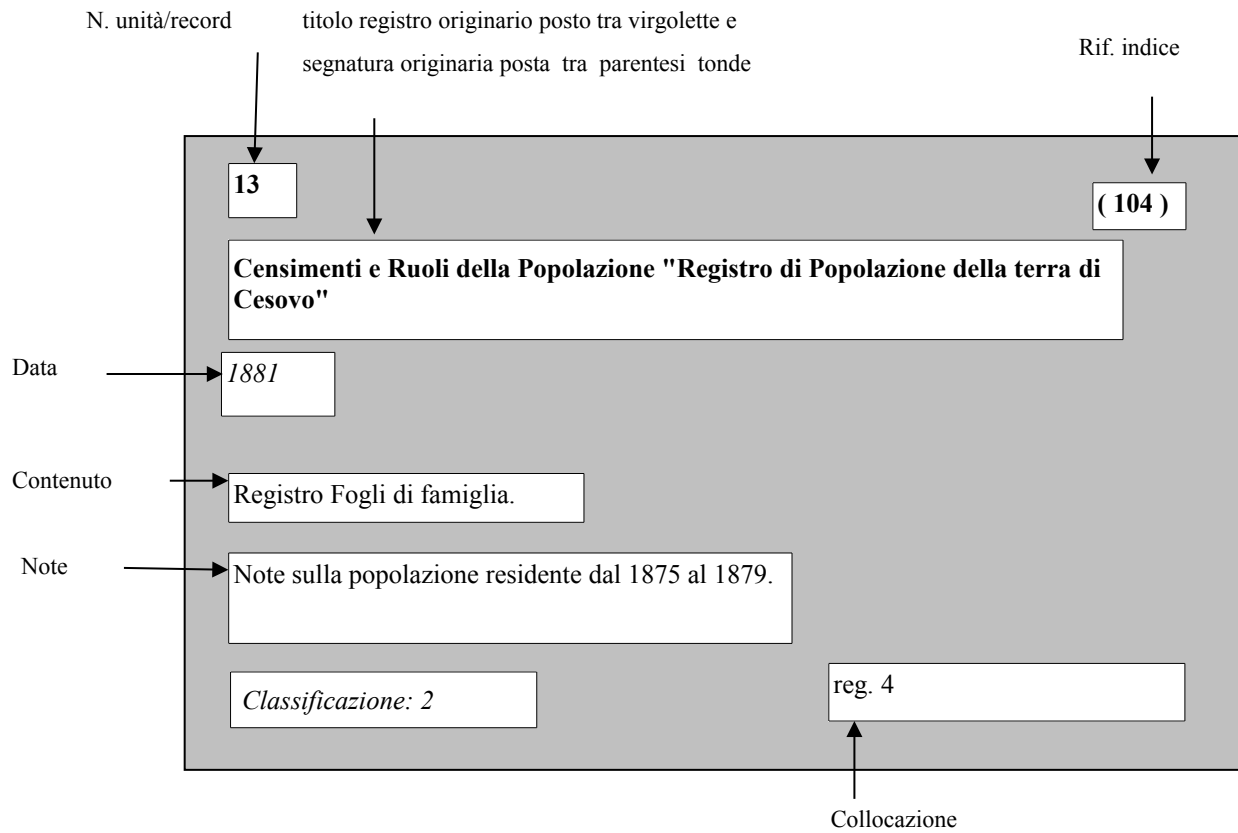 N. unità/record
titolo registro originario posto tra virgolette e
segnatura originaria posta tra parentesi tonde
Rif. indice
13
( 104 )
Censimenti e Ruoli della Popolazione "Registro di Popolazione della terra di
Cesovo"
Data
1881
Contenuto
Registro Fogli di famiglia.
Note
Note sulla popolazione residente dal 1875 al 1879.
Classificazione: 2
reg. 4
Collocazione